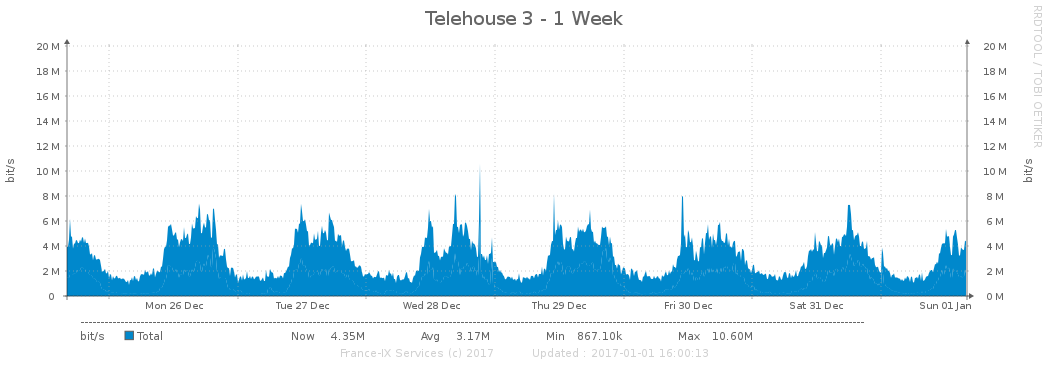 Telehouse 3 - 1 Week
RRDTOOL / TOBI OETIKER
20 M 20 M
18 M 18 M
16 M 16 M
14 M 14 M
12 M 12 M
10 M 10 M
8 M 8 M
6 M 6 M
4 M 4 M
2 M 2 M
0 0 M
bit/s
bit/s
Mon 26 Dec Tue 27 Dec Wed 28 Dec Thu 29 Dec Fri 30 Dec Sat 31 Dec Sun 01 Jan
bit/s Total Now 4.35M Avg 3.17M Min 867.10k Max 10.60M
France-IX Services (c) 2017 Updated : 2017-01-01 16:00:13